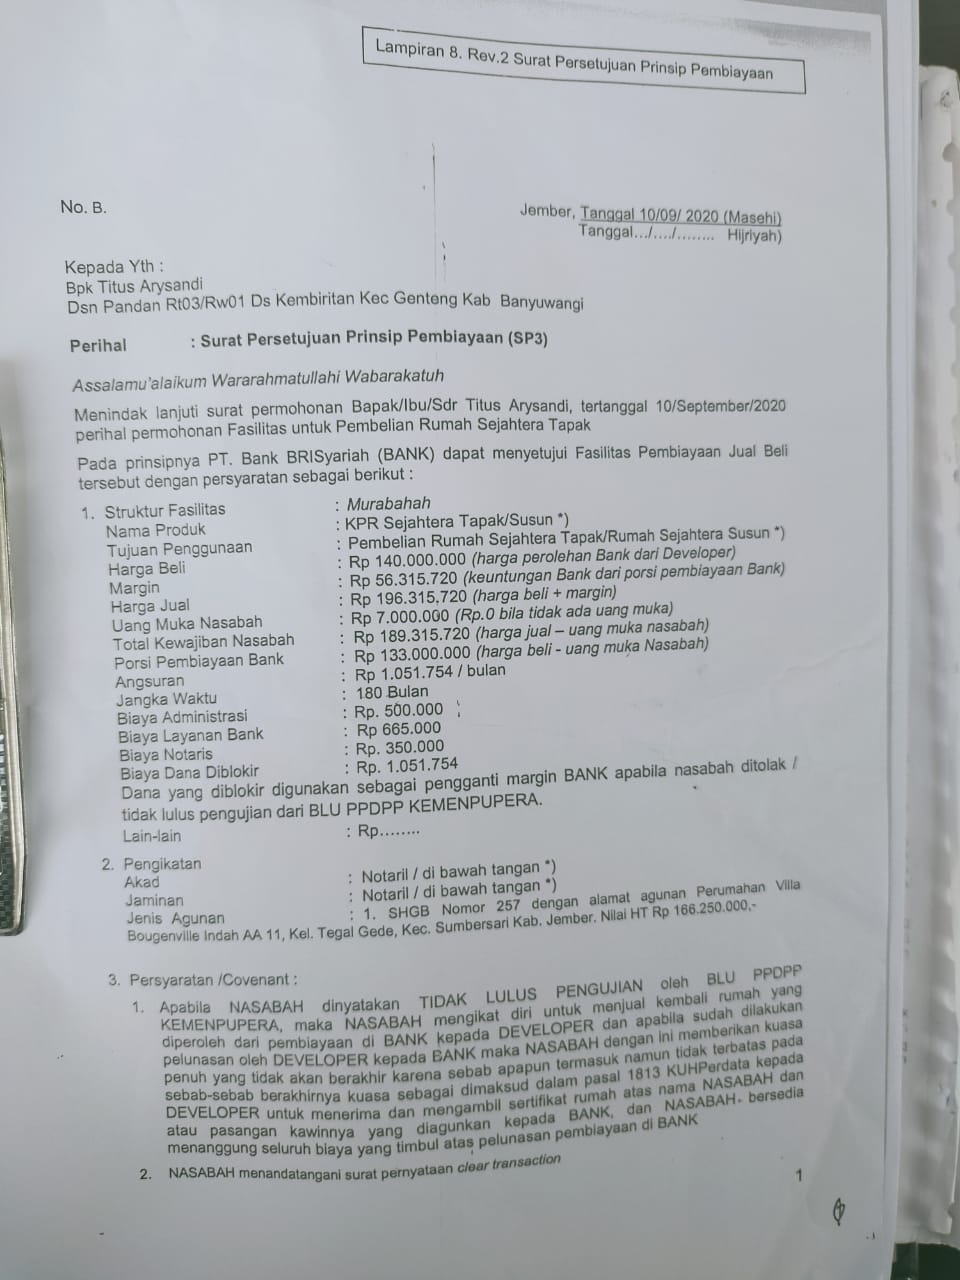 Lampiran 8. Rev.2 Surat Persetujuan Prinsip Pembiayaan
No. B.
Jember, Tanggal 10/09/ 2020 (Masehi)
Tanggal.../..../........ Hijriyah)
Kepada Yth :
Bpk Titus Arysandi
Dsn Pandan Rt03/Rw01 Ds Kembiritan Kec Genteng Kab Banyuwangi
Perihal : Surat Persetujuan Prinsip Pembiayaan (SP3)
Assalamu'alaikum Wararahmatullahi Wabarakatuh
Menindak lanjuti surat permohonan Bapak/Ibu/Sdr Titus Arysandi, tertanggal 10/September/2020
perihal permohonan Fasilitas untuk Pembelian Rumah Sejahtera Tapak
Pada prinsipnya PT. Bank BRISyariah (BANK) dapat menyetujui Fasilitas Pembiayaan Jual Beli
tersebut dengan persyaratan sebagai berikut :
1. Struktur Fasilitas : Murabahah
Nama Produk : KPR Sejahtera Tapak/Susun *)
Tujuan Penggunaan : Pembelian Rumah Sejahtera Tapak/Rumah Sejahtera Susun *)
Harga Beli : Rp 140.000.000 (harga perolehan Bank dari Developer)
Margin : Rp 56.315.720 (keuntungan Bank dari porsi pembiayaan Bank)
Harga Jual : Rp 196.315.720 (harga beli + margin)
Uang Muka Nasabah : Rp 7.000.000 (Rp.0 bila tidak ada uang muka)
Total Kewajiban Nasabah : Rp 189.315.720 (harga jual – uang muka nasabah)
Porsi Pembiayaan Bank : Rp 133.000.000 (harga beli - uang muka Nasabah)
Angsuran : Rp 1.051.754 / bulan
Jangka Waktu : 180 Bulan
Biaya Administrasi : Rp. 500.000
Biaya Layanan Bank : Rp 665.000
Biaya Notaris : Rp. 350.000
Biaya Dana Diblokir : Rp. 1.051.754
Dana yang diblokir digunakan sebagai pengganti margin BANK apabila nasabah ditolak /
tidak lulus pengujian dari BLU PPDPP KEMENPUPERA.
Lain-lain : Rp........
2. Pengikatan
Akad : Notaril / di bawah tangan *)
Jaminan : Notaril / di bawah tangan *)
Jenis Agunan : 1. SHGB Nomor 257 dengan alamat agunan Perumahan Villa
Bougenville Indah AA 11, Kel. Tegal Gede, Kec. Sumbersari Kab. Jember. Nilai HT Rp 166.250.000,-
3. Persyaratan /Covenant :
1. Apabila NASABAH dinyatakan TIDAK LULUS PENGUJIAN oleh BLU PPDPP
KEMENPUPERA, maka NASABAH mengikat diri untuk menjual kembali rumah yang
diperoleh dari pembiayaan di BANK kepada DEVELOPER dan apabila sudah dilakukan
pelunasan oleh DEVELOPER kepada BANK maka NASABAH dengan ini memberikan kuasa
penuh yang tidak akan berakhir karena sebab apapun termasuk namun tidak terbatas pada
sebab-sebab berakhirnya kuasa sebagai dimaksud dalam pasal 1813 KUHPerdata kepada
DEVELOPER untuk menerima dan mengambil sertifikat rumah atas nama NASABAH dan
atau pasangan kawinnya yang diagunkan kepada BANK, dan NASABAH bersedia
menanggung seluruh biaya yang timbul atas pelunasan pembiayaan di BANK
2. NASABAH menandatangani surat pernyataan clear transaction
1